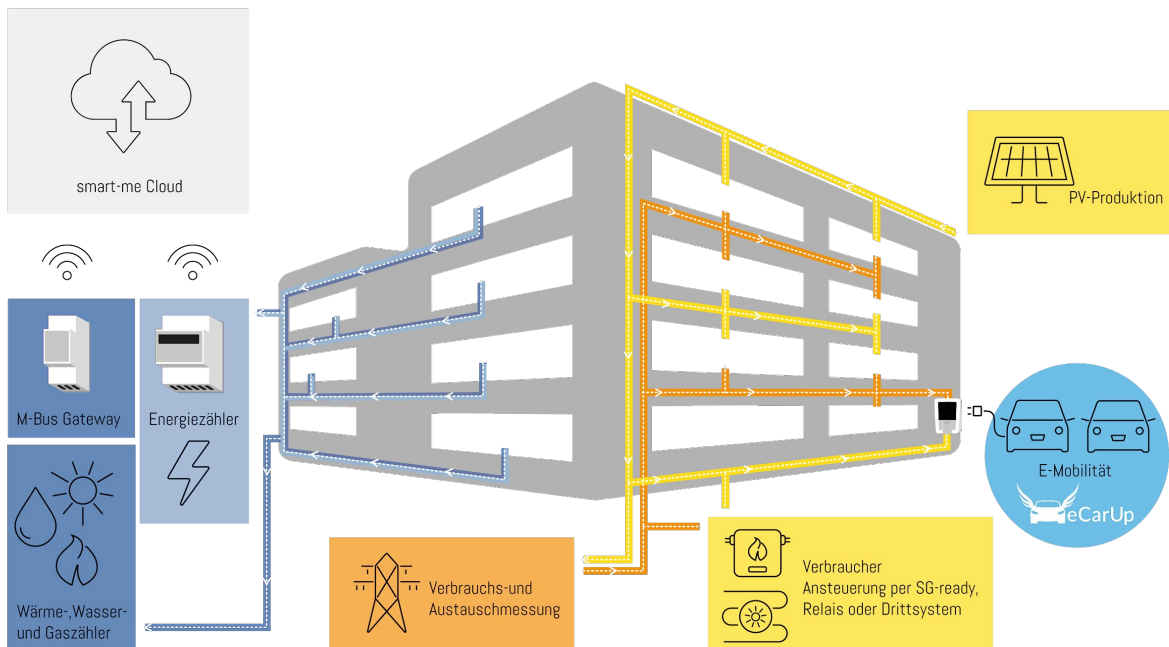 smart-me Cloud
PV-Produktion
M-Bus Gateway
Energiezähler
Wärme-,Wasser-
und Gaszähler
Verbrauchs-und
Austauschmessung
Verbraucher
Ansteuerung per SG-ready,
Relais oder Drittsystem
E-Mobilität
eCarUp